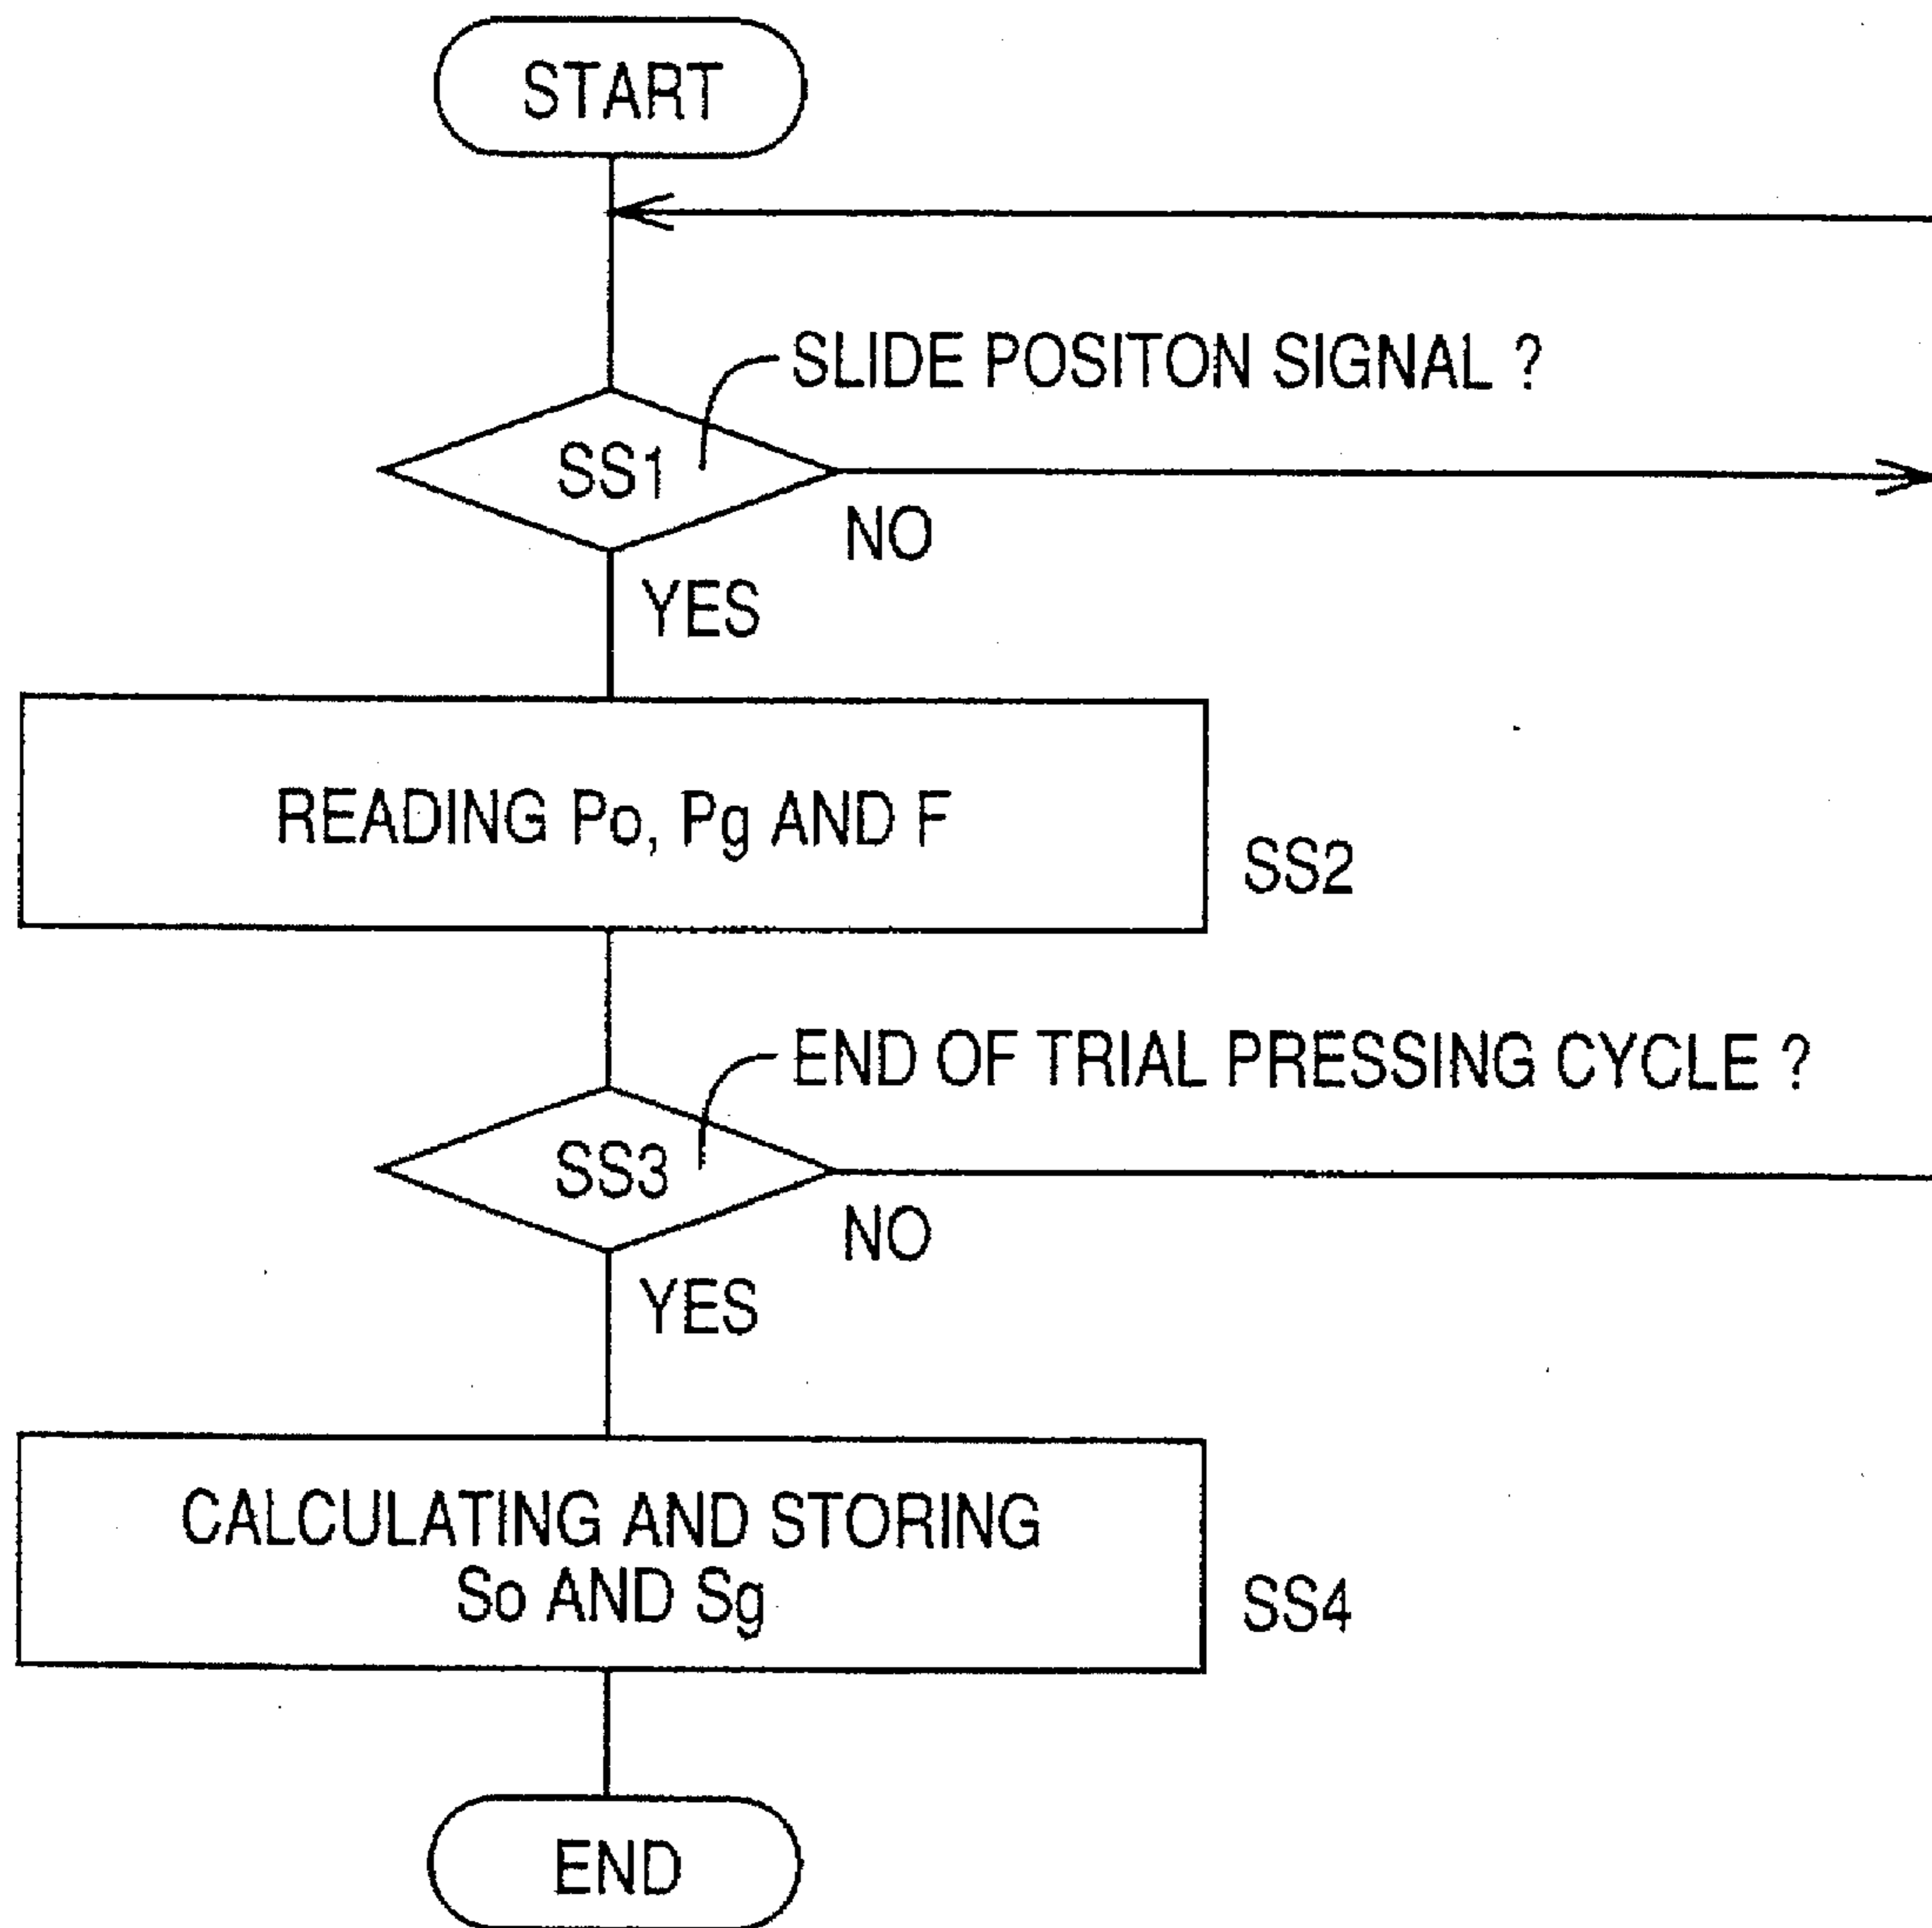 START
SLIDE POSITON SIGNAL ?
SS1
NO
YES
READING Po, Pg AND F
SS2
END OF TRIAL PRESSING CYCLE ?
SS3
NO
YES
CALCULATING AND STORING
So AND Sg
SS4
END